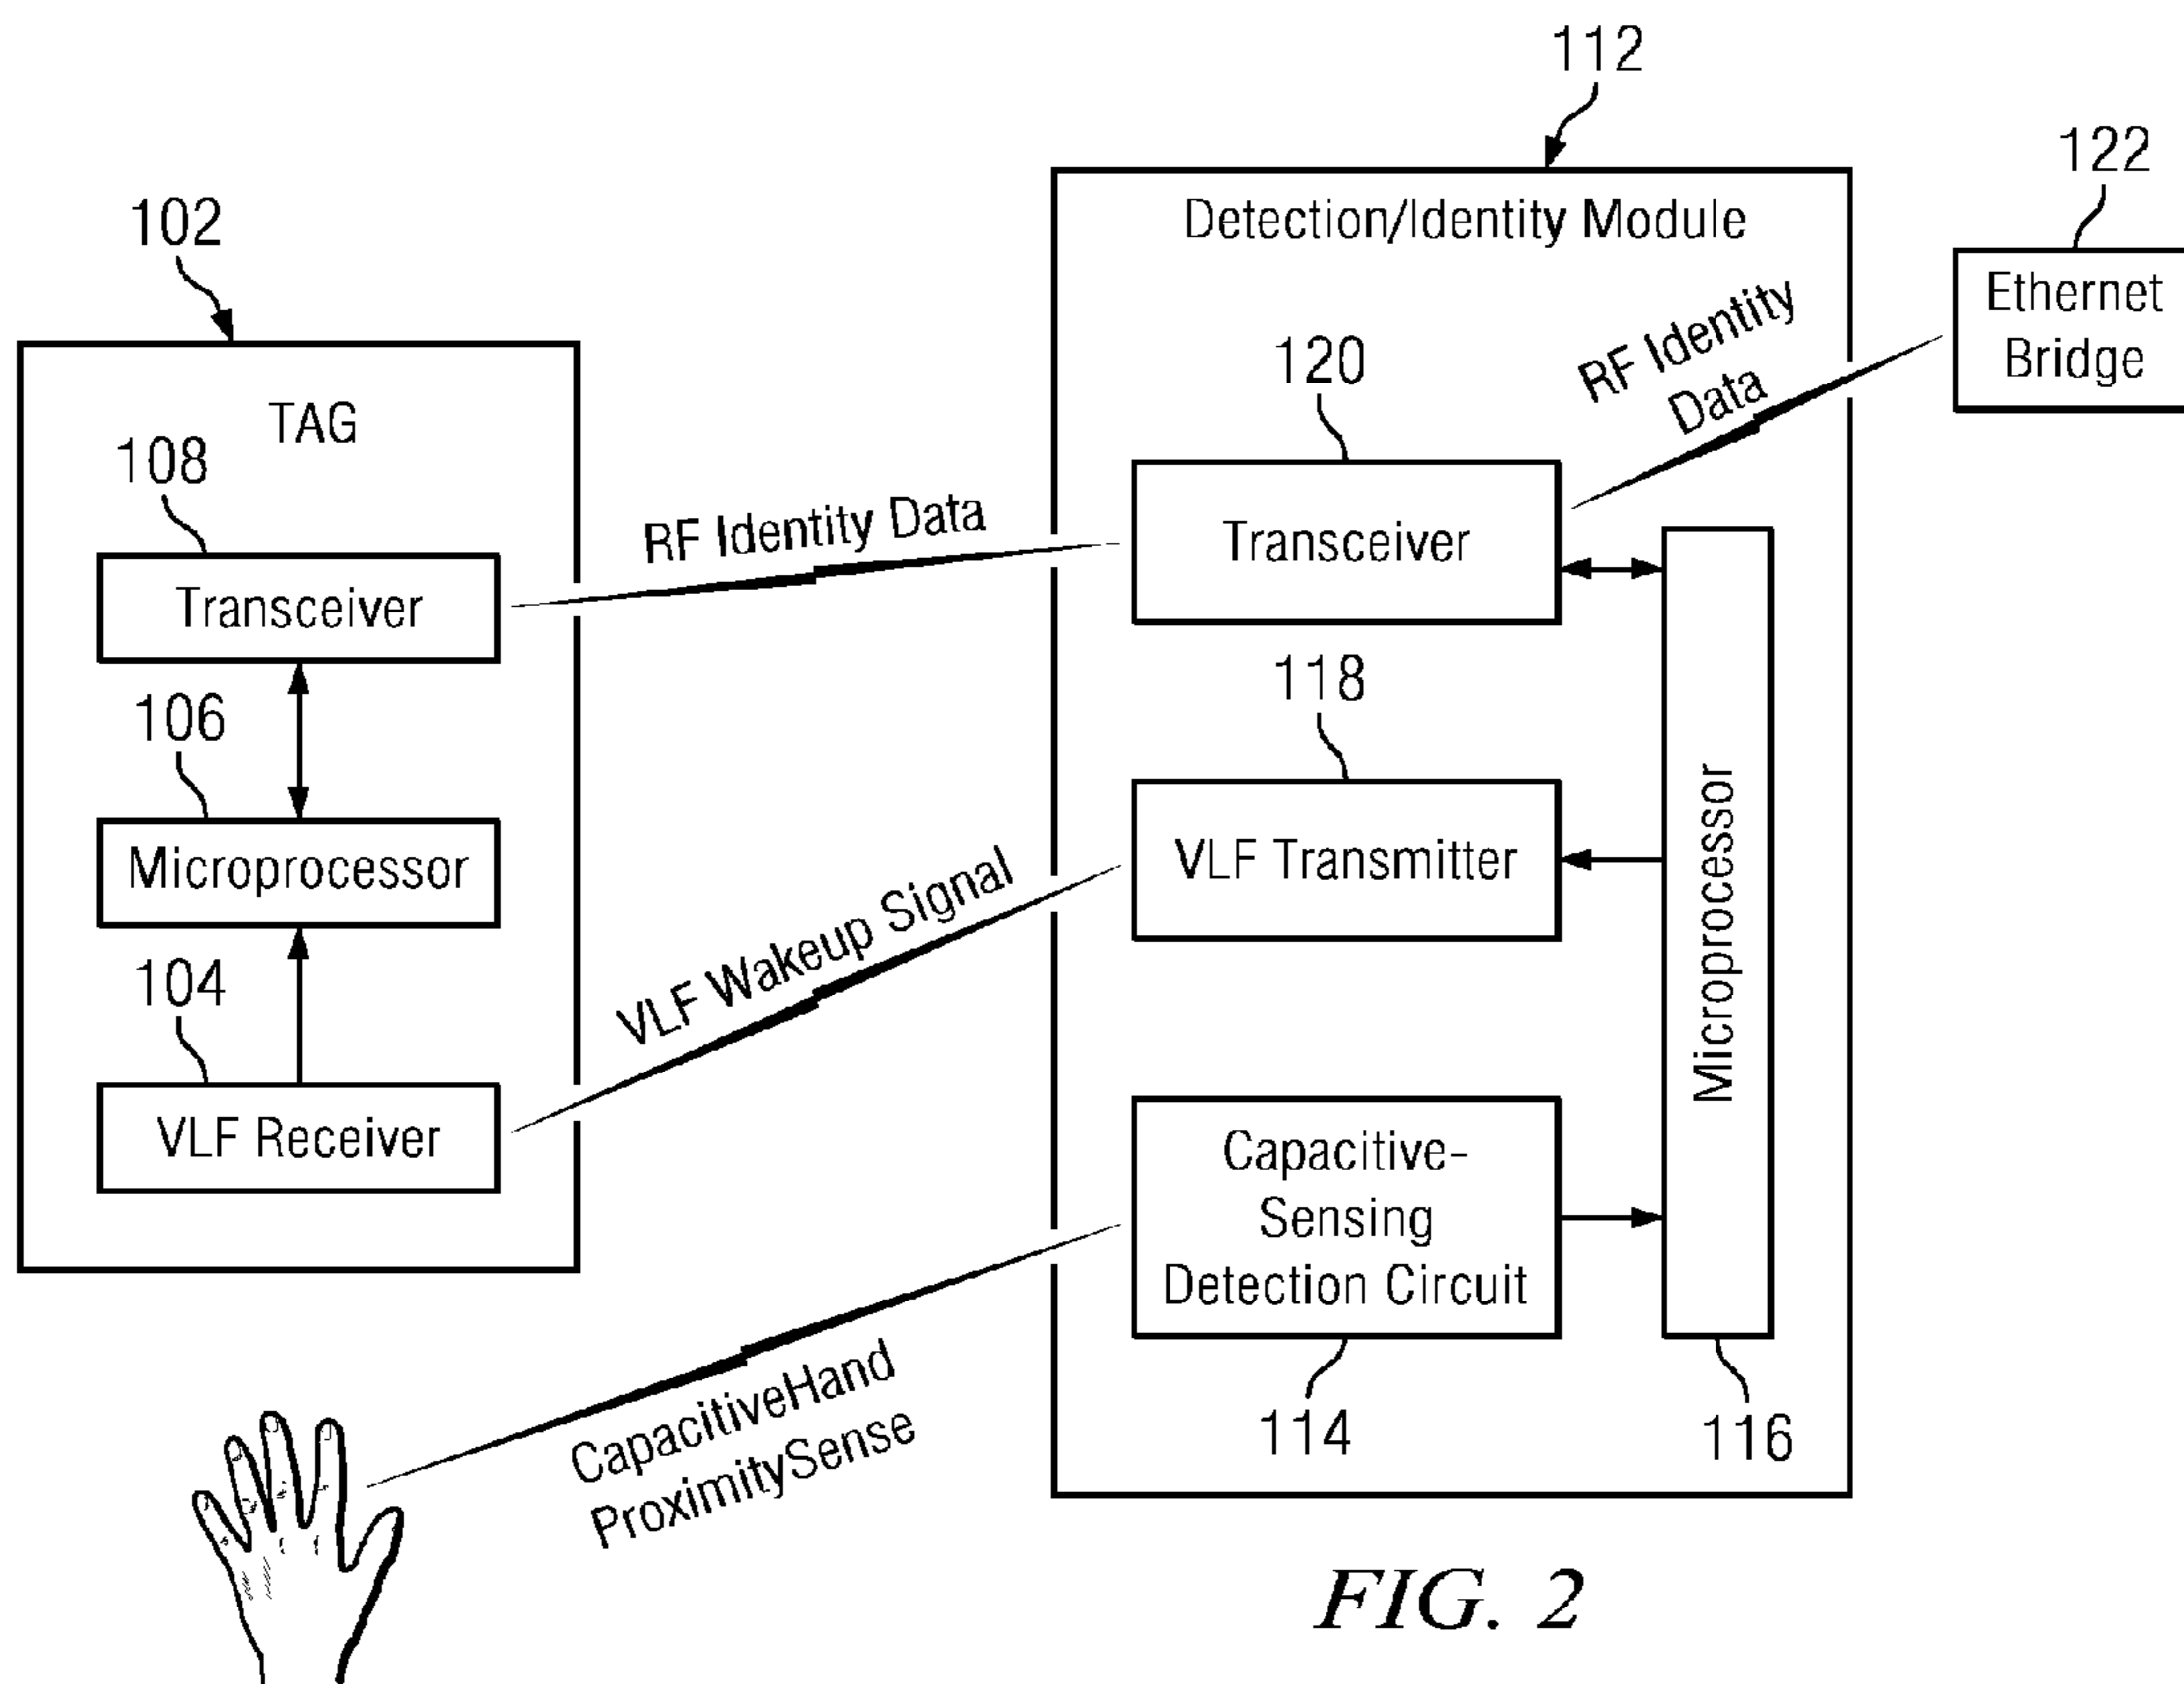 112
122
102
Detection/Identity Module
Ethernet
Bridge
TAG
108
120
RF Identity
Data
RF Identity Data
Transceiver
Transceiver
106
118
Microprocessor
VLF Transmitter
Microprocessor
VLF Wakeup Signal
104
VLF Receiver
Capacitive-
Sensing
Detection Circuit
CapacitiveHand
ProximitySense
114
116
FIG. 2